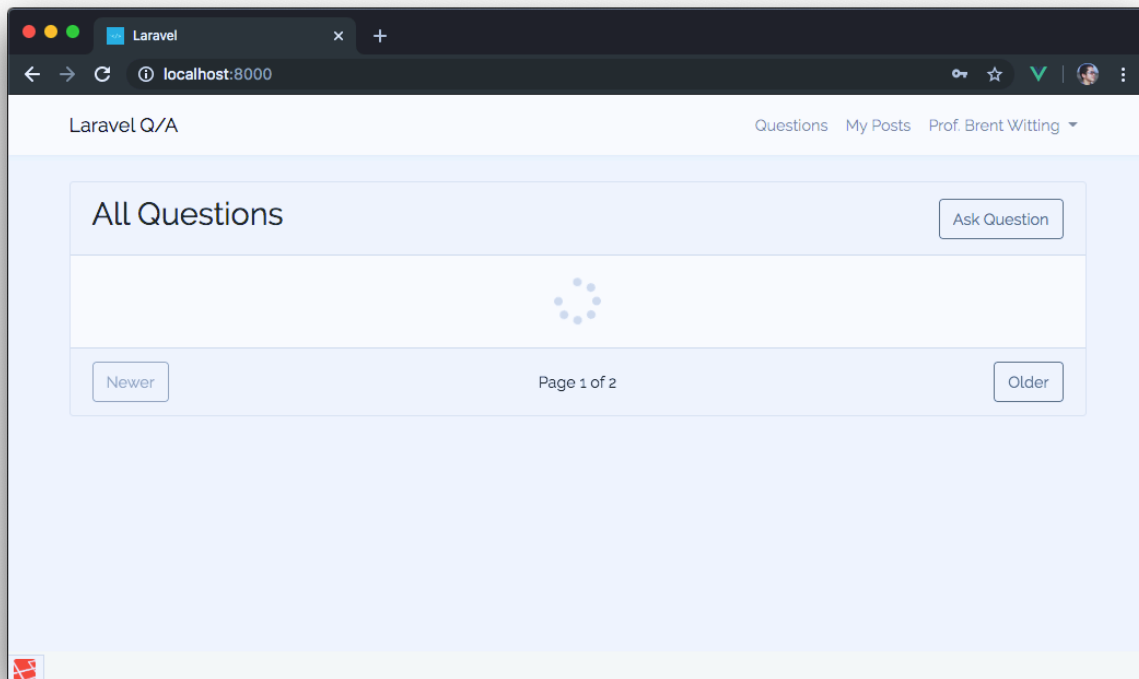 Laravel
localhost:8000
Laravel Q/A
Questions My Posts Prof. Brent Witting
All Questions
Ask Question
Newer
Page 1 of 2
Older